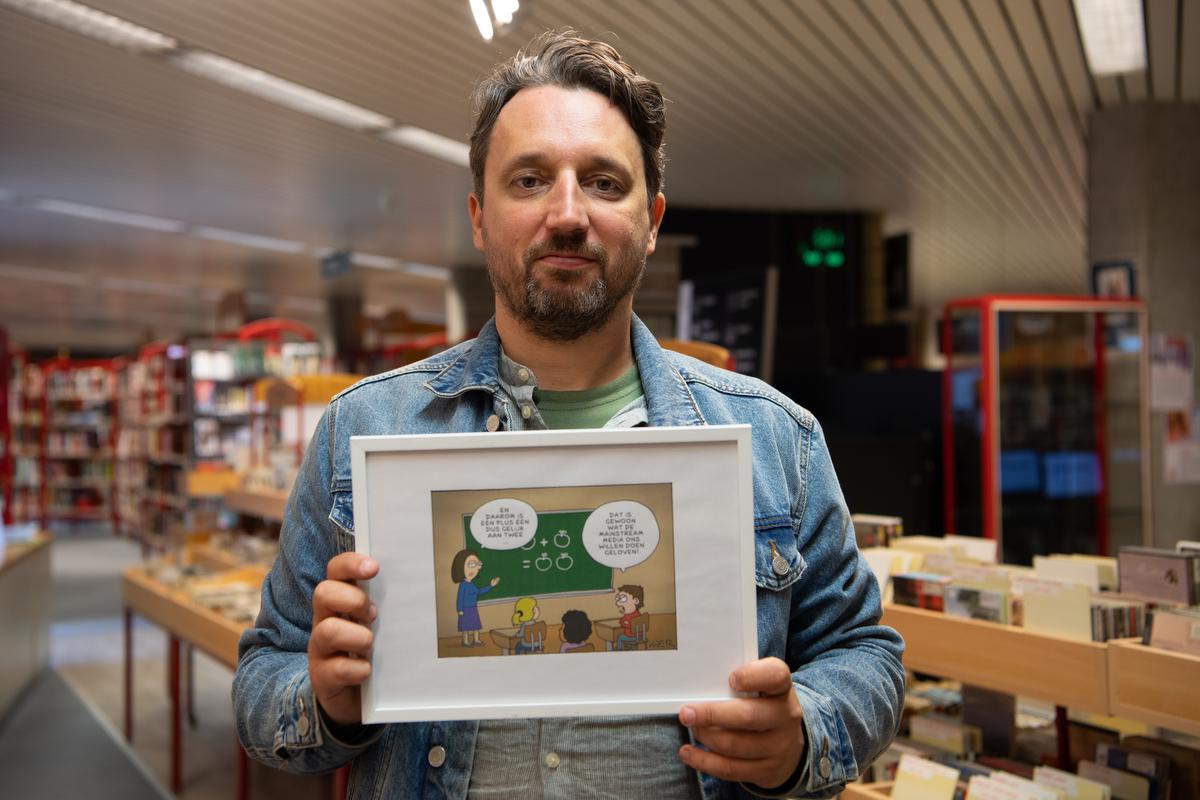 EN
DAAROM IS
EEN PLUS EEN
DUS GELIJK
AAN TWEE
...
+
=
DAT IS
GEWOON
WAT DE
MAINSTREAM
MEDIA ONS
WILLEN DOEN
GELOVEN!